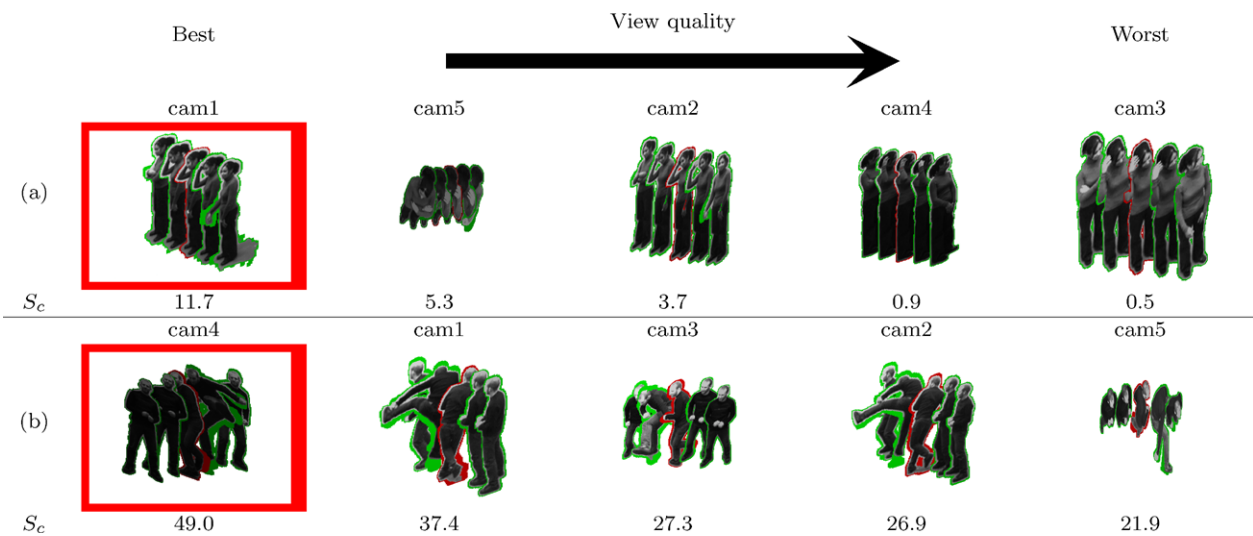 Best View quality Worst
cam1 cam5 cam2 cam4 cam3
(a)
S_c 11.7 5.3 3.7 0.9 0.5
cam4 cam1 cam3 cam2 cam5
(b)
S_c 49.0 37.4 27.3 26.9 21.9